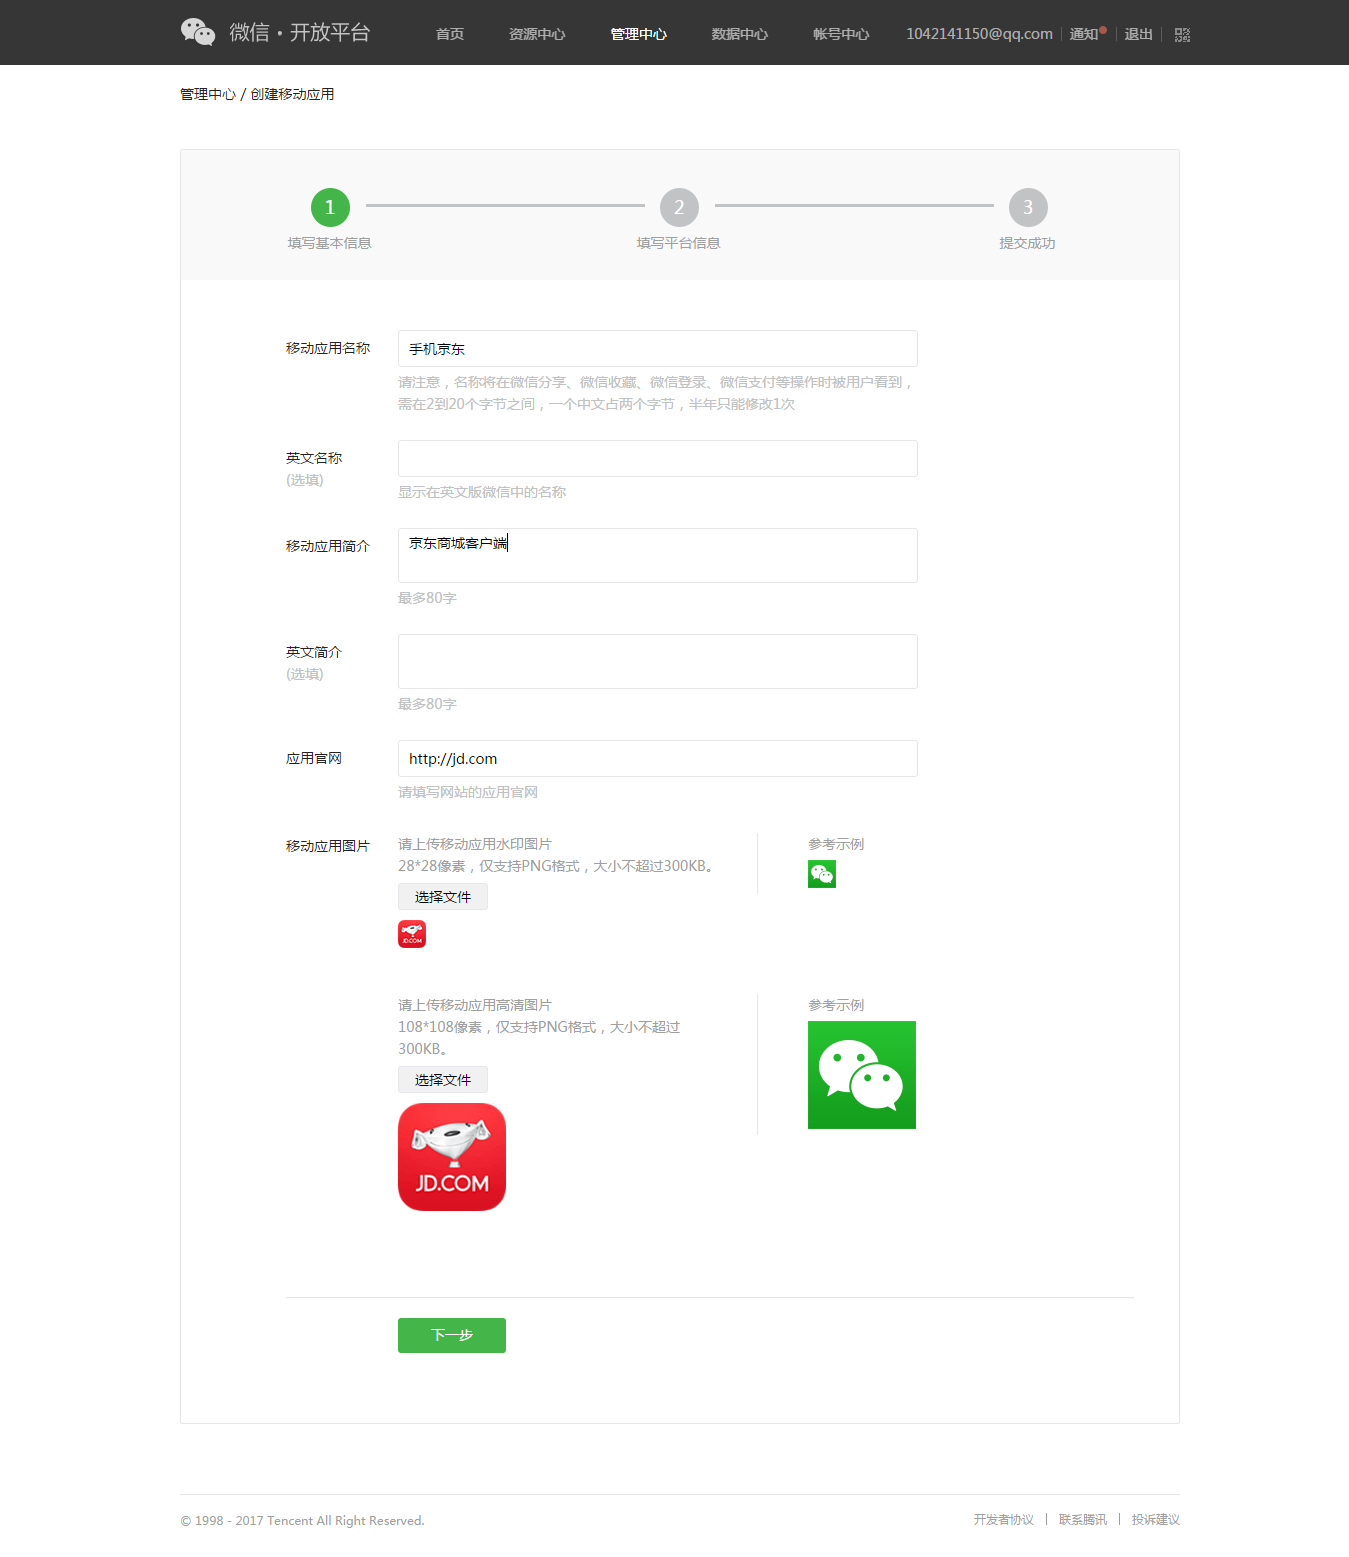 微信·开放平台 首页 资源中心 管理中心 数据中心 帐号中心 1042141150@qq.com 通知 退出
管理中心 / 创建移动应用
1 2 3
填写基本信息 填写平台信息 提交成功
移动应用名称 手机京东
请注意，名称将在微信分享、微信收藏、微信登录、微信支付等操作时被用户看到，
需在2到20个字节之间，一个中文占两个字节，半年只能修改1次
英文名称
(选填)
显示在英文版微信中的名称
移动应用简介 京东商城客户端
最多80字
英文简介
(选填)
最多80字
应用官网 http://jd.com
请填写网站的应用官网
移动应用图片 请上传移动应用水印图片 参考示例
28*28像素，仅支持PNG格式，大小不超过300KB。
选择文件
JD.COM
请上传移动应用高清图片 参考示例
108*108像素，仅支持PNG格式，大小不超过
300KB。
选择文件
JD.COM
下一步
© 1998 - 2017 Tencent All Right Reserved. 开发者协议 | 联系腾讯 | 投诉建议